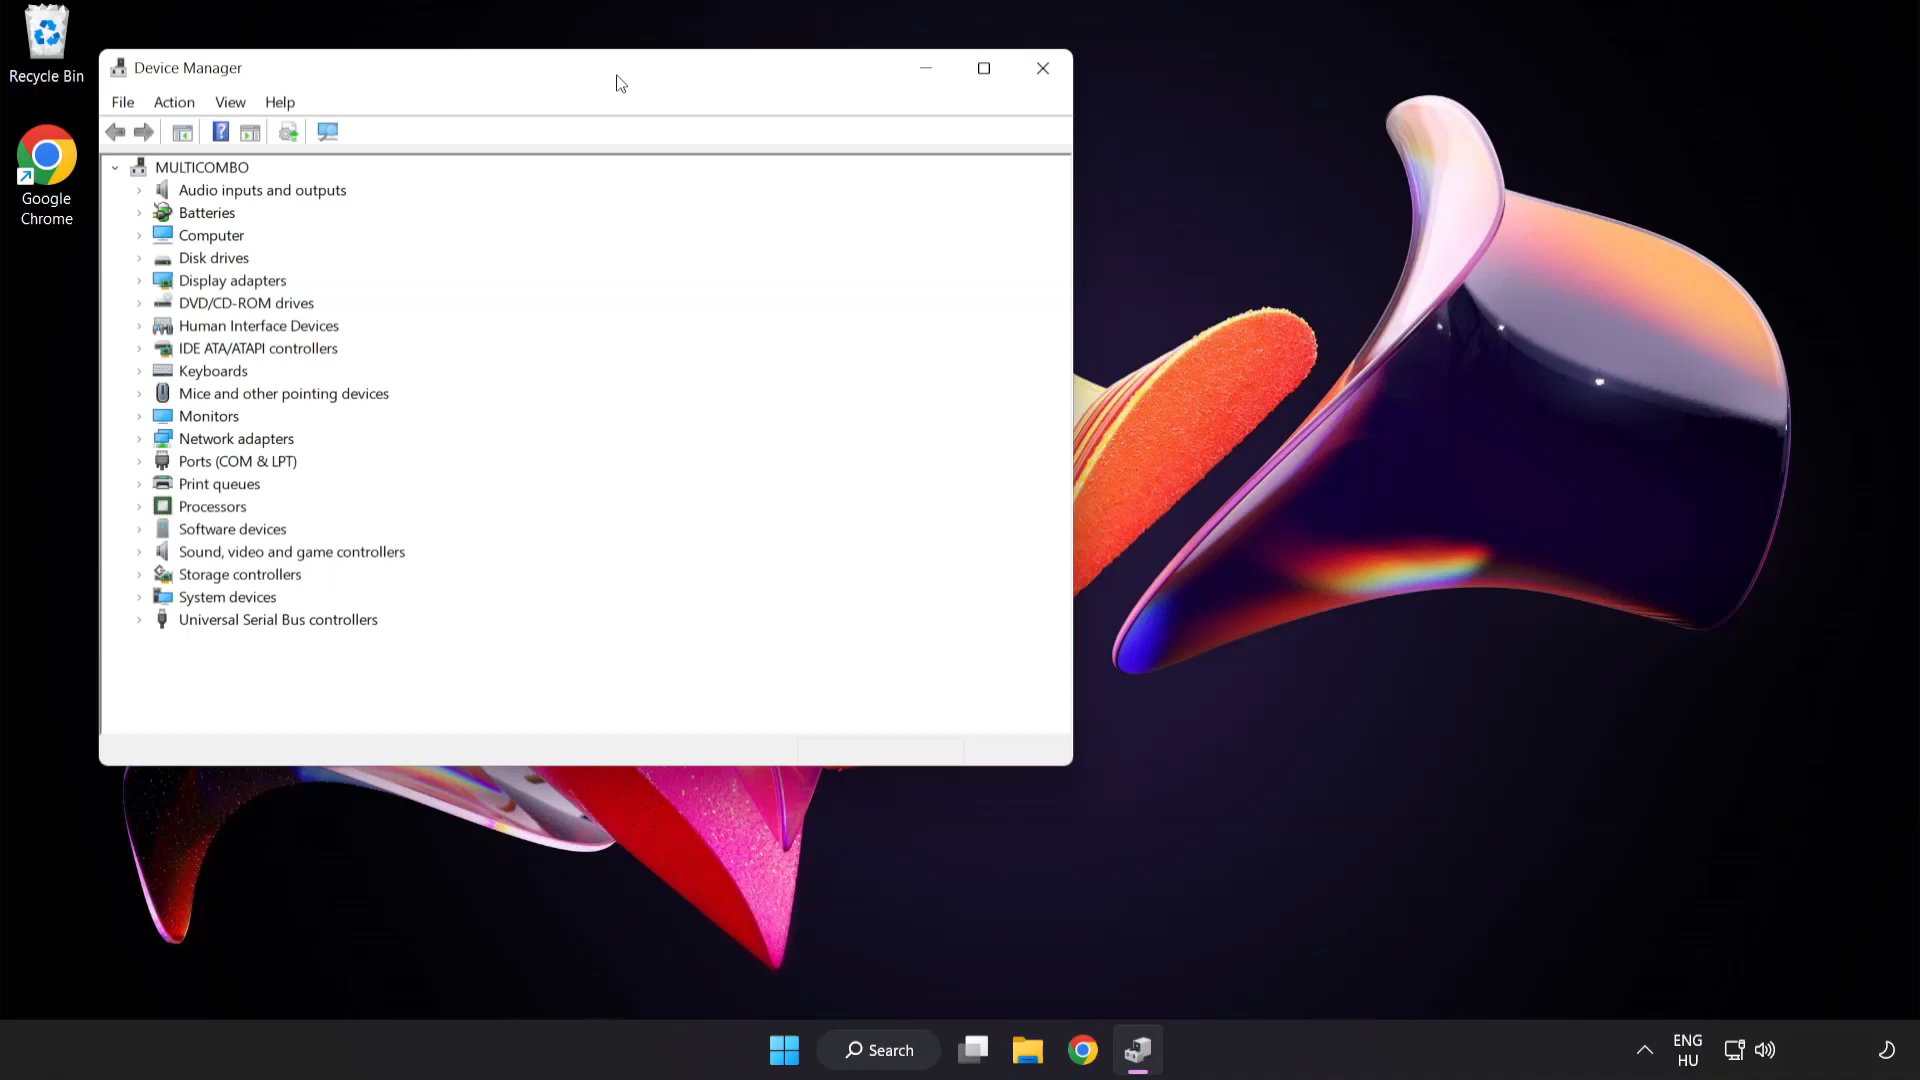 Recycle Bin
Google
Chrome
Device Manager
File Action View Help
MULTICOMBO
Audio inputs and outputs
Batteries
Computer
Disk drives
Display adapters
DVD/CD-ROM drives
Human Interface Devices
IDE ATA/ATAPI controllers
Keyboards
Mice and other pointing devices
Monitors
Network adapters
Ports (COM & LPT)
Print queues
Processors
Software devices
Sound, video and game controllers
Storage controllers
System devices
Universal Serial Bus controllers
Search
ENG
HU